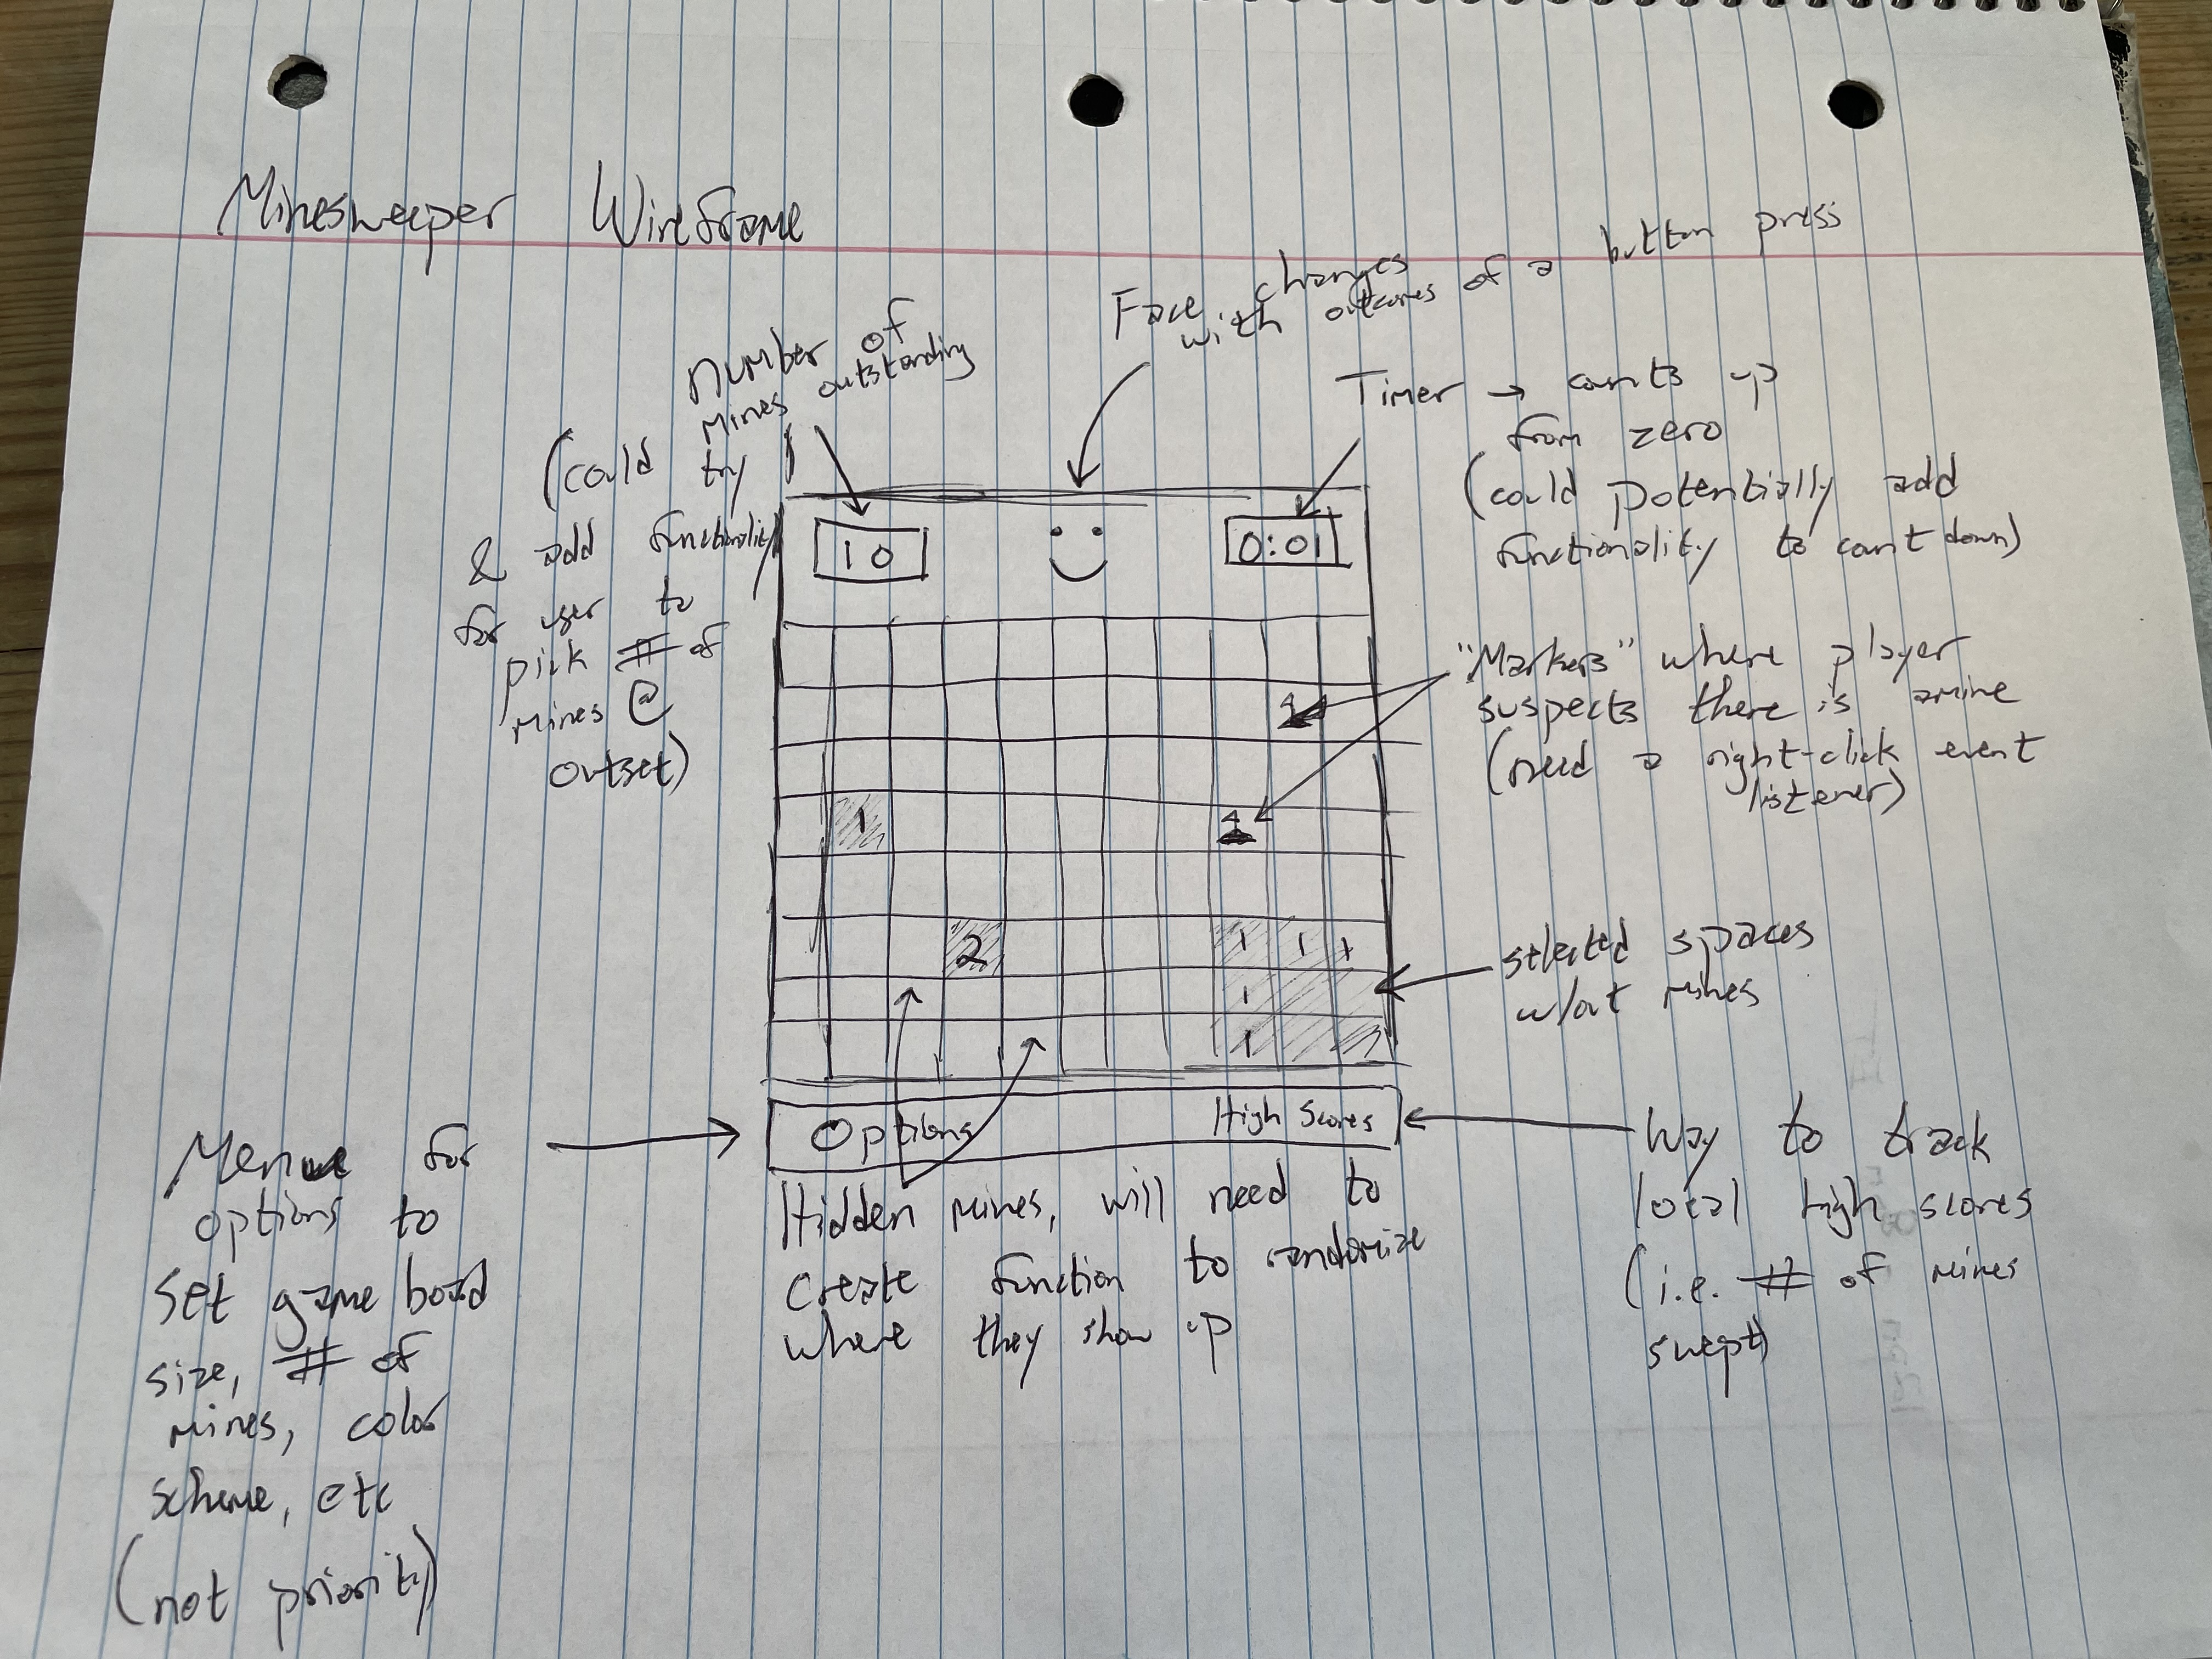 Minesweeper Wireframe
Face changes
with outcomes of a button press
Number of
Mines outstanding
(could try
& add functionality
for user to
pick # of
mines @
outset)
Timer → counts up
from zero
(could potentially add
functionality to count down)
10
:)
0:01
"Markers" where player
suspects there is a mine
(need a right-click event
listener)
1
2
1
1
1
1
1
selected spaces
w/out mines
Options
High Scores
Menu for
options to
set game board
size, # of
mines, color
scheme, etc
(not priority)
Hidden mines, will need to
create function to randomize
where they show up
Way to track
local high scores
(i.e. # of mines
swept)